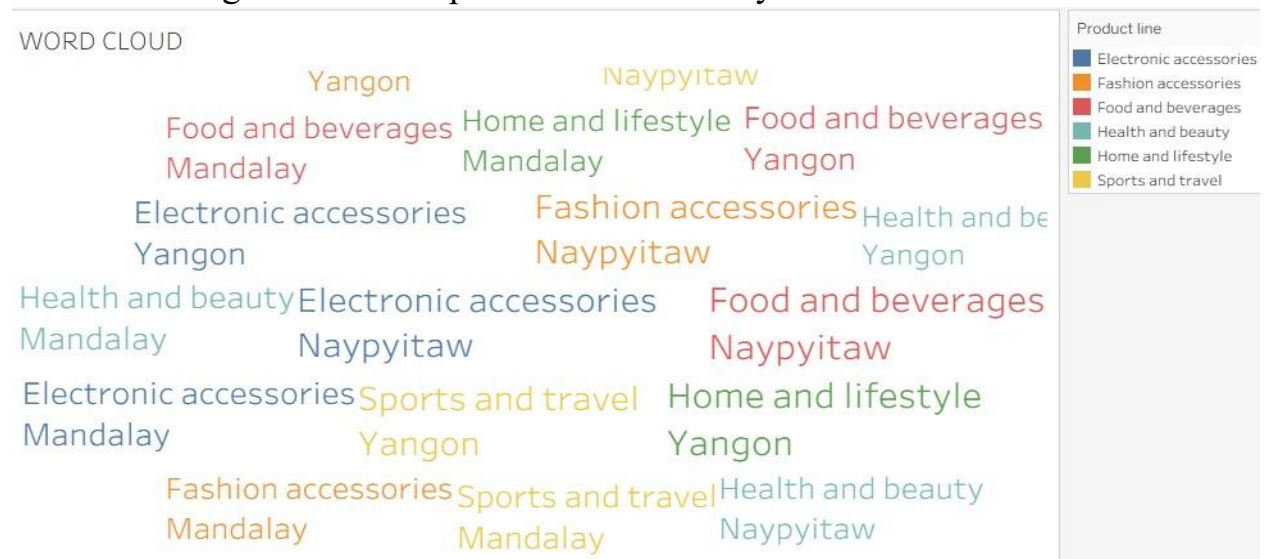 WORD CLOUD
Yangon
Naypyitaw
Food and beverages
Mandalay
Home and lifestyle
Mandalay
Food and beverages
Yangon
Electronic accessories
Yangon
Fashion accessories
Naypyitaw
Health and be
Yangon
Health and beauty
Mandalay
Electronic accessories
Naypyitaw
Food and beverages
Naypyitaw
Electronic accessories
Mandalay
Sports and travel
Yangon
Home and lifestyle
Yangon
Fashion accessories
Mandalay
Sports and travel
Mandalay
Health and beauty
Naypyitaw
Product line
Electronic accessories
Fashion accessories
Food and beverages
Health and beauty
Home and lifestyle
Sports and travel